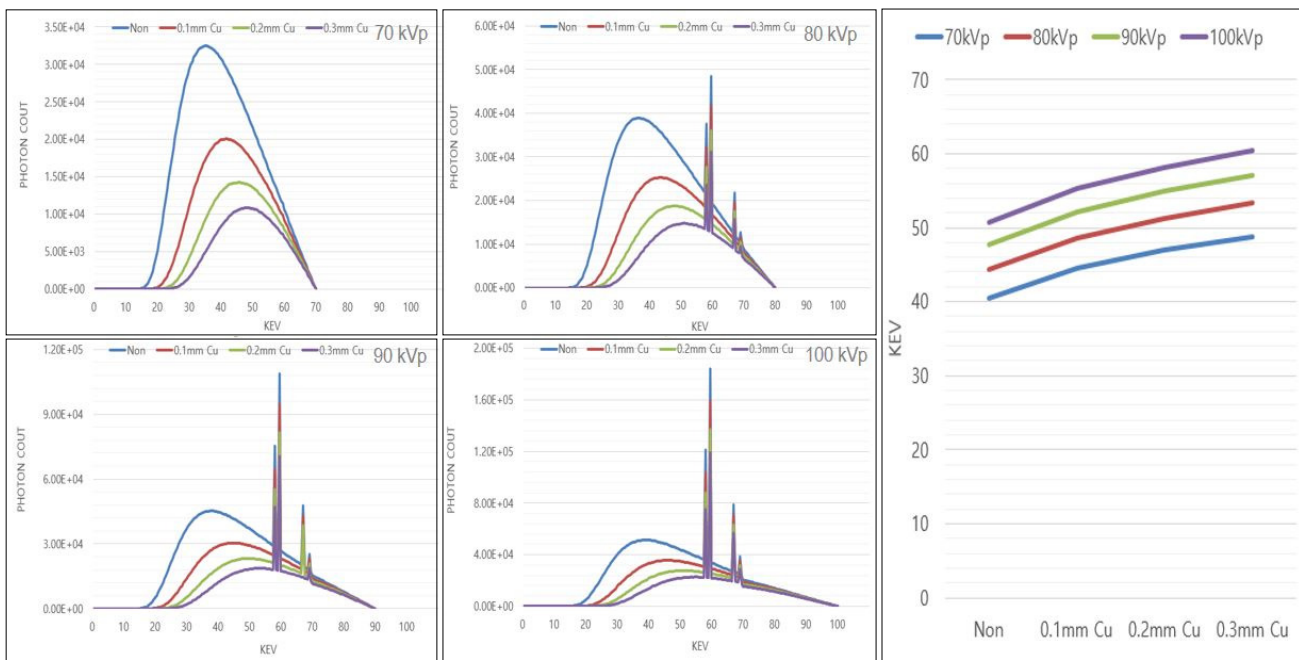 Non 0.1mm Cu 0.2mm Cu 0.3mm Cu 70 kVp
3.50E+04
3.00E+04
2.50E+04
2.00E+04
1.50E+04
1.00E+04
5.00E+03
0.00E+00
PHOTON COUT
0 10 20 30 40 50 60 70 80 90 100
KEV
Non 0.1mm Cu 0.2mm Cu 0.3mm Cu 80 kVp
6.00E+04
5.00E+04
4.00E+04
3.00E+04
2.00E+04
1.00E+04
0.00E+00
PHOTON COUT
0 10 20 30 40 50 60 70 80 90 100
KEV
Non 0.1mm Cu 0.2mm Cu 0.3mm Cu 90 kVp
1.20E+05
9.00E+04
6.00E+04
3.00E+04
0.00E+00
PHOTON COUT
0 10 20 30 40 50 60 70 80 90 100
KEV
Non 0.1mm Cu 0.2mm Cu 0.3mm Cu 100 kVp
2.00E+05
1.60E+05
1.20E+05
8.00E+04
4.00E+04
0.00E+00
PHOTON COUT
0 10 20 30 40 50 60 70 80 90 100
KEV
70kVp 80kVp 90kVp 100kVp
70
60
50
40
30
20
10
0
KEV
Non 0.1mm Cu 0.2mm Cu 0.3mm Cu